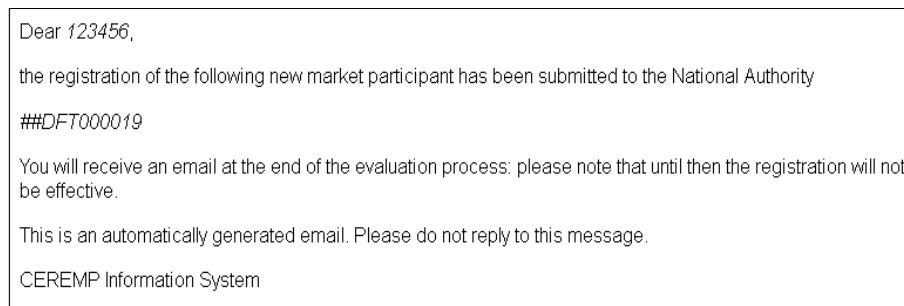 Dear 123456,
the registration of the following new market participant has been submitted to the National Authority
##DFT000019
You will receive an email at the end of the evaluation process: please note that until then the registration will not
be effective.
This is an automatically generated email. Please do not reply to this message.
CEREMP Information System